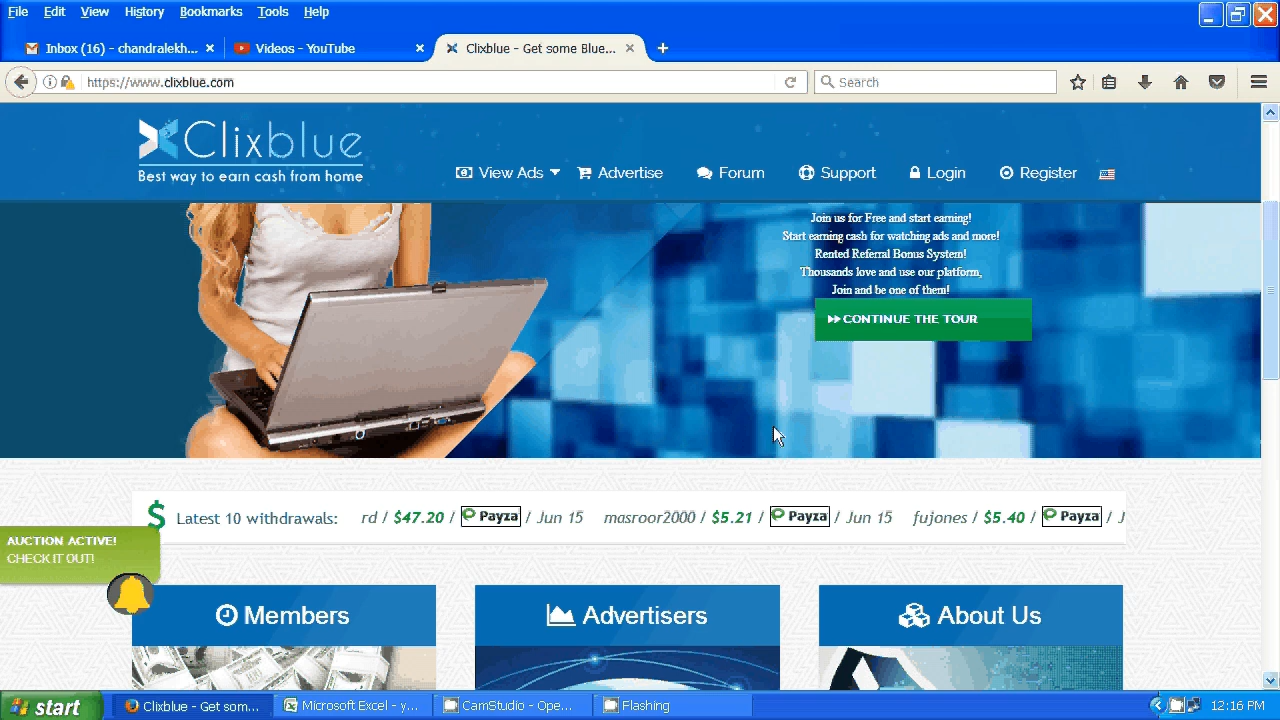 File Edit View History Bookmarks Tools Help
Inbox (16) - chandralekh... × Videos - YouTube × Clixblue - Get some Blue... × +
https://www.clixblue.com Search
Clixblue
Best way to earn cash from home
View Ads Advertise Forum Support Login Register
Join us for Free and start earning!
Start earning cash for watching ads and more!
Rented Referral Bonus System!
Thousands love and use our platform,
Join and be one of them!
CONTINUE THE TOUR
$ Latest 10 withdrawals: rd / $47.20 / Payza / Jun 15 masroor2000 / $5.21 / Payza / Jun 15 fujones / $5.40 / Payza / J
AUCTION ACTIVE!
CHECK IT OUT!
Members Advertisers About Us
start Clixblue - Get som... Microsoft Excel - y... CamStudio - Ope... Flashing 12:16 PM